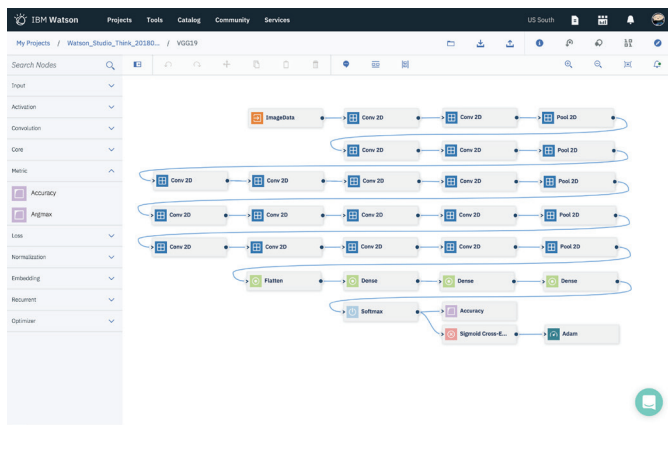 IBM Watson Projects Tools Catalog Community Services US South
My Projects / Watson_Studio_Think_20180... / VGG19
Search Nodes
Input
Activation
Convolution
Core
Metric
Accuracy
Argmax
Loss
Normalization
Embedding
Recurrent
Optimizer
ImageData Conv 2D Conv 2D Pool 2D
Conv 2D Conv 2D Pool 2D
Conv 2D Conv 2D Conv 2D Conv 2D Pool 2D
Conv 2D Conv 2D Conv 2D Conv 2D Pool 2D
Conv 2D Conv 2D Conv 2D Conv 2D Pool 2D
Flatten Dense Dense Dense
Softmax Accuracy
Sigmoid Cross-E... Adam